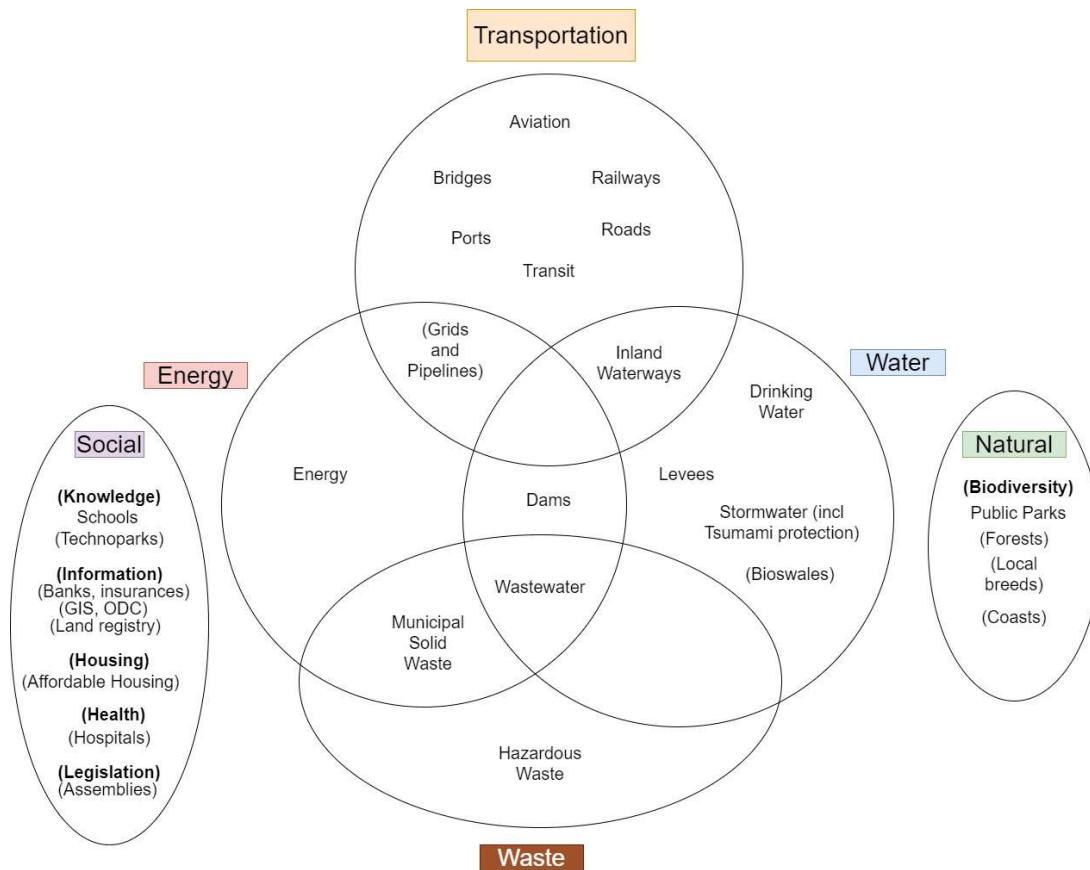 Transportation
Aviation
Bridges
Railways
Ports
Roads
Transit
(Grids
and
Pipelines)
Inland
Waterways
Energy
Water
Drinking
Water
Social
(Knowledge)
Schools
(Technoparks)
(Information)
(Banks, insurances)
(GIS, ODC)
(Land registry)
(Housing)
(Affordable Housing)
(Health)
(Hospitals)
(Legislation)
(Assemblies)
Energy
Dams
Levees
Stormwater (incl
Tsunami protection)
(Bioswales)
Wastewater
Municipal
Solid
Waste
Hazardous
Waste
Waste
Natural
(Biodiversity)
Public Parks
(Forests)
(Local
breeds)
(Coasts)